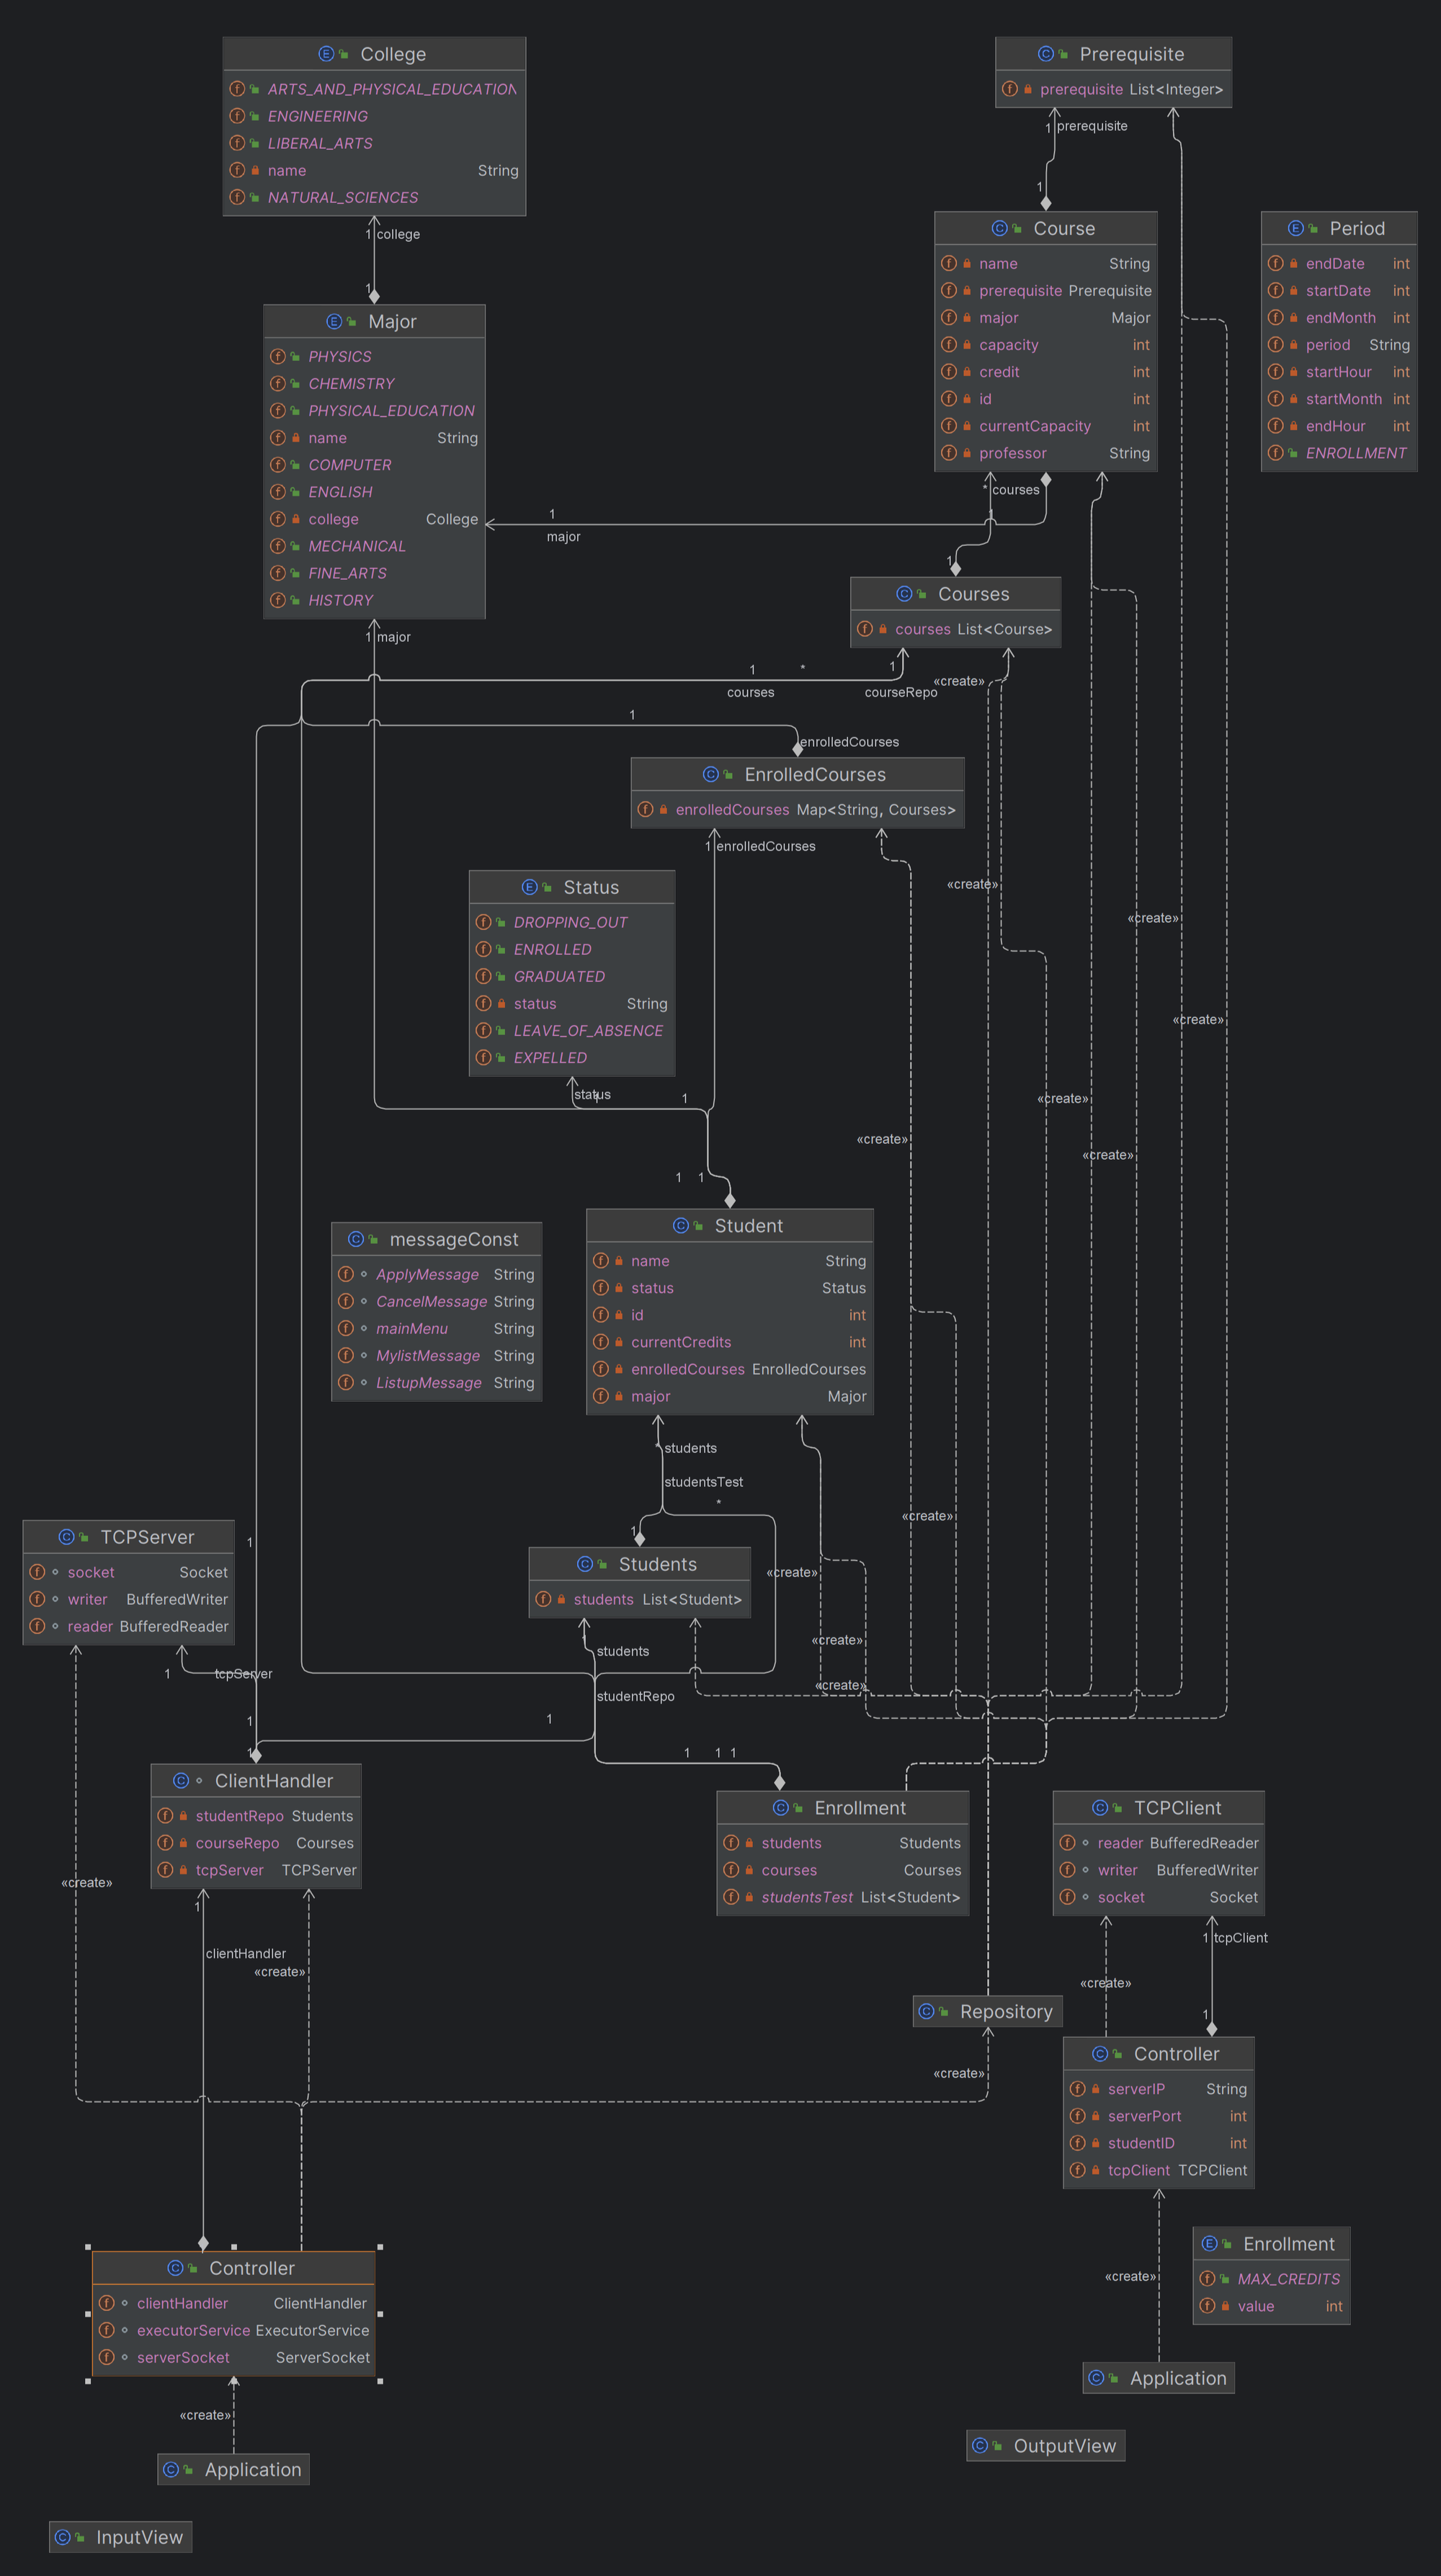 College
ARTS_AND_PHYSICAL_EDUCATION
ENGINEERING
LIBERAL_ARTS
name String
NATURAL_SCIENCES
Prerequisite
prerequisite List<Integer>
1 prerequisite
1
1 college
1
Course
name String
prerequisite Prerequisite
major Major
capacity int
credit int
id int
currentCapacity int
professor String
Period
endDate int
startDate int
endMonth int
period String
startHour int
startMonth int
endHour int
ENROLLMENT
Major
PHYSICS
CHEMISTRY
PHYSICAL_EDUCATION
name String
COMPUTER
ENGLISH
college College
MECHANICAL
FINE_ARTS
HISTORY
* courses
1
1
major
1
Courses
courses List<Course>
1 major
1 * 1
courses courseRepo
«create»
1
enrolledCourses
EnrolledCourses
enrolledCourses Map<String, Courses>
1 enrolledCourses
Status
DROPPING_OUT
ENROLLED
GRADUATED
status String
LEAVE_OF_ABSENCE
EXPELLED
«create»
«create»
«create»
status
1
1
«create»
«create»
«create»
1 1
Student
name String
status Status
id int
currentCredits int
enrolledCourses EnrolledCourses
major Major
messageConst
ApplyMessage String
CancelMessage String
mainMenu String
MylistMessage String
ListupMessage String
* students
studentsTest
*
1
«create»
TCPServer
socket Socket
writer BufferedWriter
reader BufferedReader
1
Students
students List<Student>
«create»
«create»
1
students
1
tcpServer
studentRepo
«create»
1
1
1
1 1 1
ClientHandler
studentRepo Students
courseRepo Courses
tcpServer TCPServer
Enrollment
students Students
courses Courses
studentsTest List<Student>
TCPClient
reader BufferedReader
writer BufferedWriter
socket Socket
«create»
1
clientHandler
«create»
1 tcpClient
«create»
1
Repository
«create»
Controller
serverIP String
serverPort int
studentID int
tcpClient TCPClient
Controller
clientHandler ClientHandler
executorService ExecutorService
serverSocket ServerSocket
«create»
Enrollment
MAX_CREDITS
value int
Application
«create»
OutputView
Application
InputView